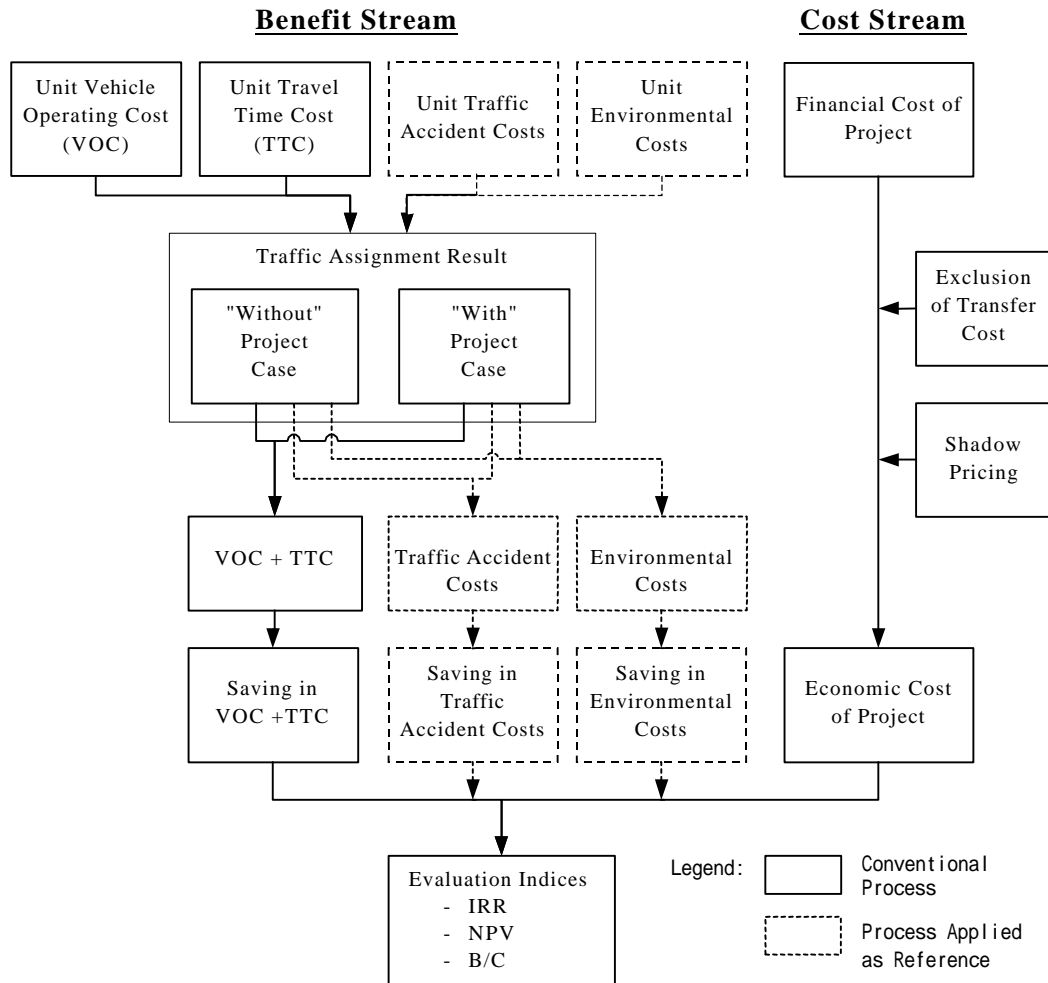 Benefit Stream
Cost Stream
Unit Vehicle
Operating Cost
(VOC)
Unit Travel
Time Cost
(TTC)
Unit Traffic
Accident Costs
Unit
Environmental
Costs
Financial Cost of
Project
Traffic Assignment Result
"Without"
Project
Case
"With"
Project
Case
Exclusion
of Transfer
Cost
Shadow
Pricing
VOC + TTC
Traffic Accident
Costs
Environmental
Costs
Saving in
VOC +TTC
Saving in
Traffic
Accident Costs
Saving in
Environmental
Costs
Economic Cost
of Project
Evaluation Indices
- IRR
- NPV
- B/C
Legend:
Conventional
Process
Process Applied
as Reference